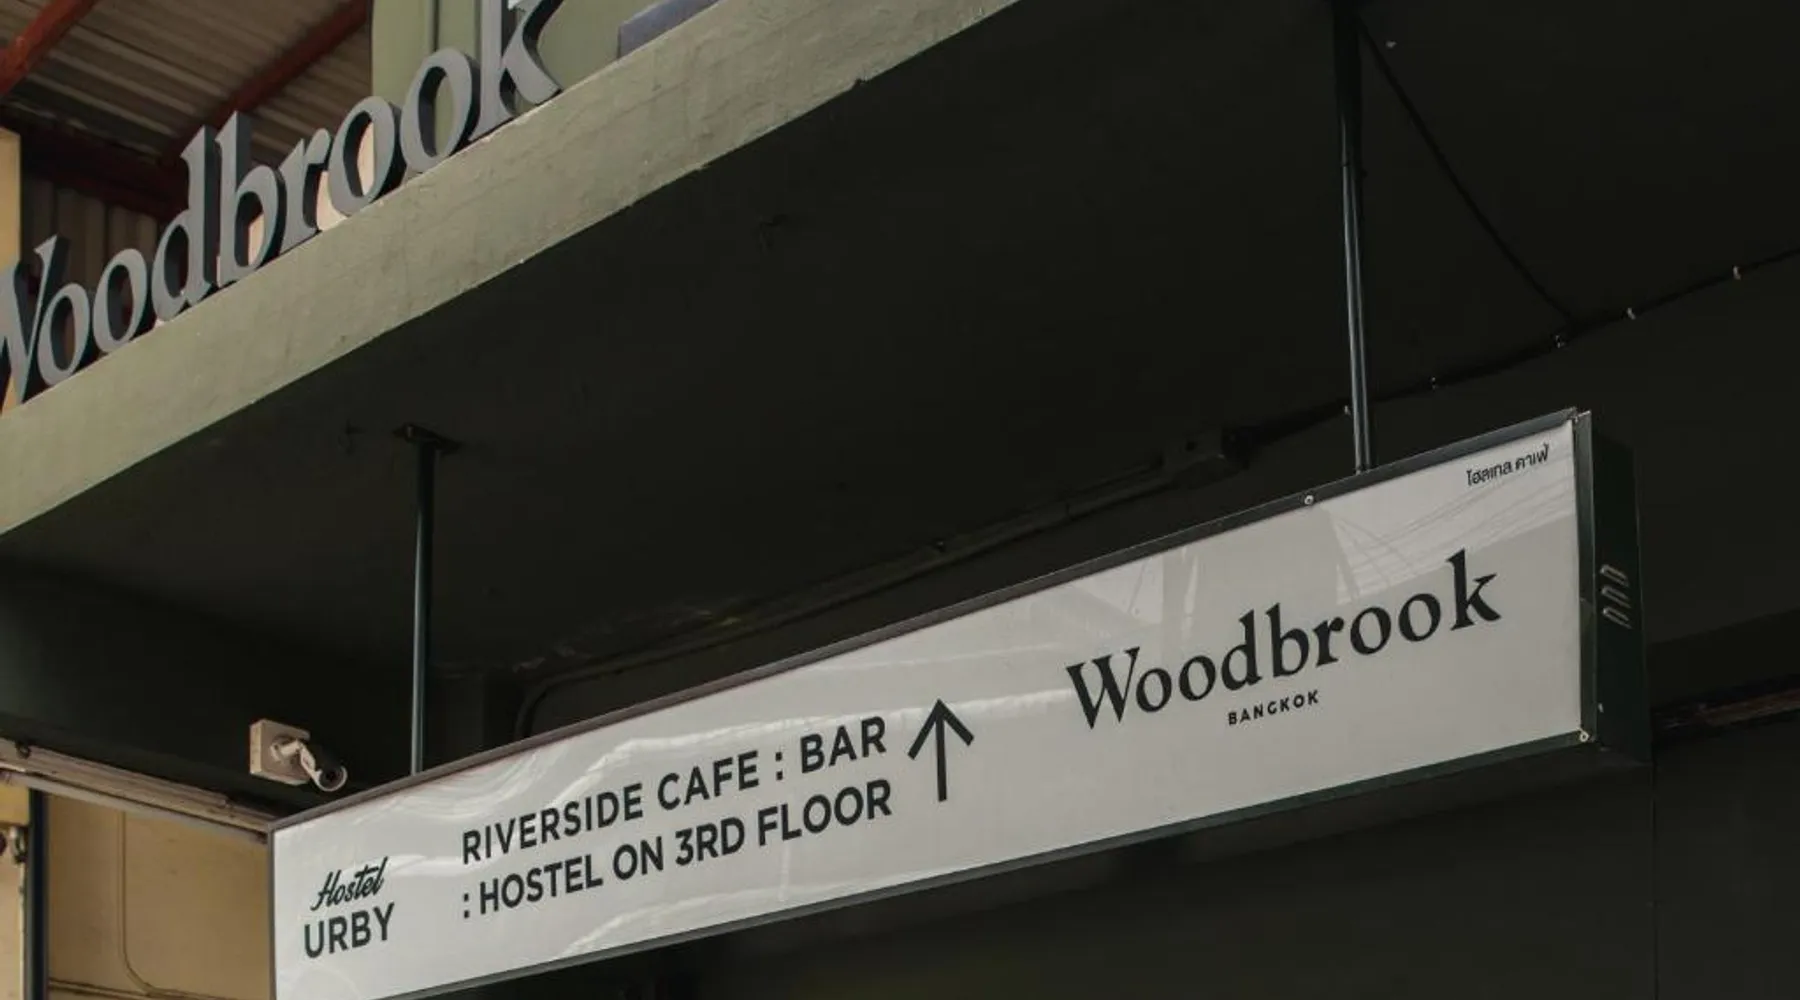 Woodbrook
โฮสเทล คาเฟ่
Hostel
URBY
RIVERSIDE CAFE : BAR
: HOSTEL ON 3RD FLOOR
↑
Woodbrook
BANGKOK